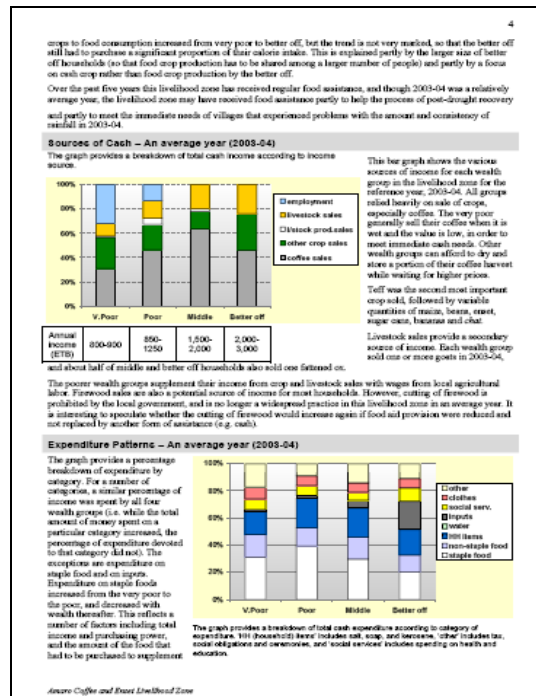 4
crops to food consumption increased from very poor to better off, but the trend is not very marked, so that the better off
still had to purchase a significant proportion of their calorie intake. This is explained partly by the larger size of better
off households (so that food crop production has to be shared among a larger number of people) and partly by a focus
on cash crop rather than food crop production by the better off.
Over the past five years this livelihood zone has received regular food assistance, and though 2003-04 was a relatively
average year, the livelihood zone may have received food assistance partly to help the process of post-drought recovery
and partly to meet the immediate needs of villages that experienced problems with the amount and consistency of
rainfall in 2003-04.
Sources of Cash – An average year (2003-04)
The graph provides a breakdown of total cash income according to income
source.
100%
80%
60%
40%
20%
0%
V.Poor
Poor
Middle
Better off
employment
livestock sales
l/stock prod.sales
other crop sales
coffee sales
Annual
income
(ETB)
800-900
850-
1250
1,500-
2,000
2,000-
3,000
This bar graph shows the various
sources of income for each wealth
group in the livelihood zone for the
reference year, 2003-04. All groups
relied heavily on sale of crops,
especially coffee. The very poor
generally sell their coffee when it is
wet and the value is low, in order to
meet immediate cash needs. Other
wealth groups can afford to dry and
store a portion of their coffee harvest
while waiting for higher prices.
Teff was the second most important
crop sold, followed by variable
quantities of maize, beans, enset,
sugar cane, bananas and chat.
Livestock sales provide a secondary
source of income. Each wealth group
sold one or more goats in 2003-04,
and about half of middle and better off households also sold one fattened ox.
The poorer wealth groups supplement their income from crop and livestock sales with wages from local agricultural
labor. Firewood sales are also a potential source of income for most households. However, cutting of firewood is
prohibited by the local government, and is no longer a widespread practice in this livelihood zone in an average year. It
is interesting to speculate whether the cutting of firewood would increase again if food aid provision were reduced and
not replaced by another form of assistance (e.g. cash).
Expenditure Patterns – An average year (2003-04)
The graph provides a percentage
breakdown of expenditure by
category. For a number of
categories, a similar percentage of
income was spent by all four
wealth groups (i.e. while the total
amount of money spent on a
particular category increased, the
percentage of expenditure devoted
to that category did not). The
exceptions are expenditure on
staple food and on inputs.
Expenditure on staple foods
increased from the very poor to
the poor, and decreased with
wealth thereafter. This reflects a
number of factors including total
income and purchasing power,
and the amount of the food that
had to be purchased to supplement
100%
80%
60%
40%
20%
0%
V.Poor
Poor
Middle
Better off
other
clothes
social serv.
inputs
water
HH items
non-staple food
staple food
The graph provides a breakdown of total cash expenditure according to category of
expenditure. 'HH (household) items' includes salt, soap, and kerosene, 'other' includes tax,
social obligations and ceremonies, and 'social services' includes spending on health and
education.
Amaro Coffee and Enset Livelihood Zone